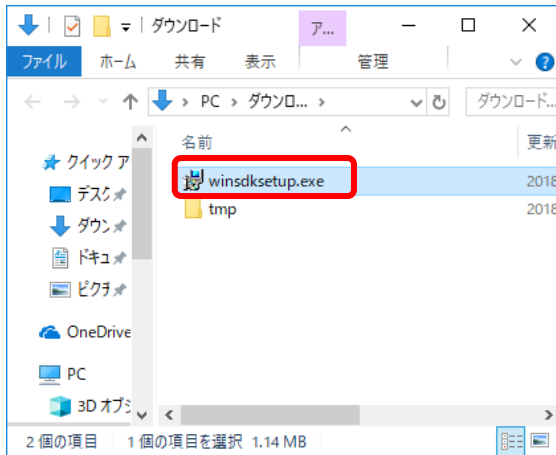 ダウンロード
ア...
ファイル ホーム 共有 表示 管理
PC ダウンロ... ダウンロード...
名前 更新
クイック ア
winsdksetup.exe 2018
デスク
tmp 2018
ダウン
ドキュ
ピクチ
OneDrive
PC
3D オブジ
2 個の項目 1 個の項目を選択 1.14 MB